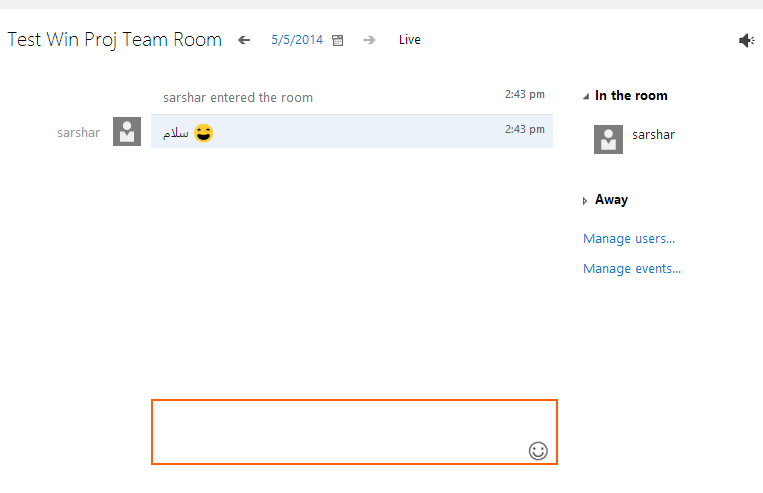 Test Win Proj Team Room
5/5/2014
Live
sarshar entered the room
2:43 pm
sarshar
سلام
2:43 pm
In the room
sarshar
Away
Manage users...
Manage events...